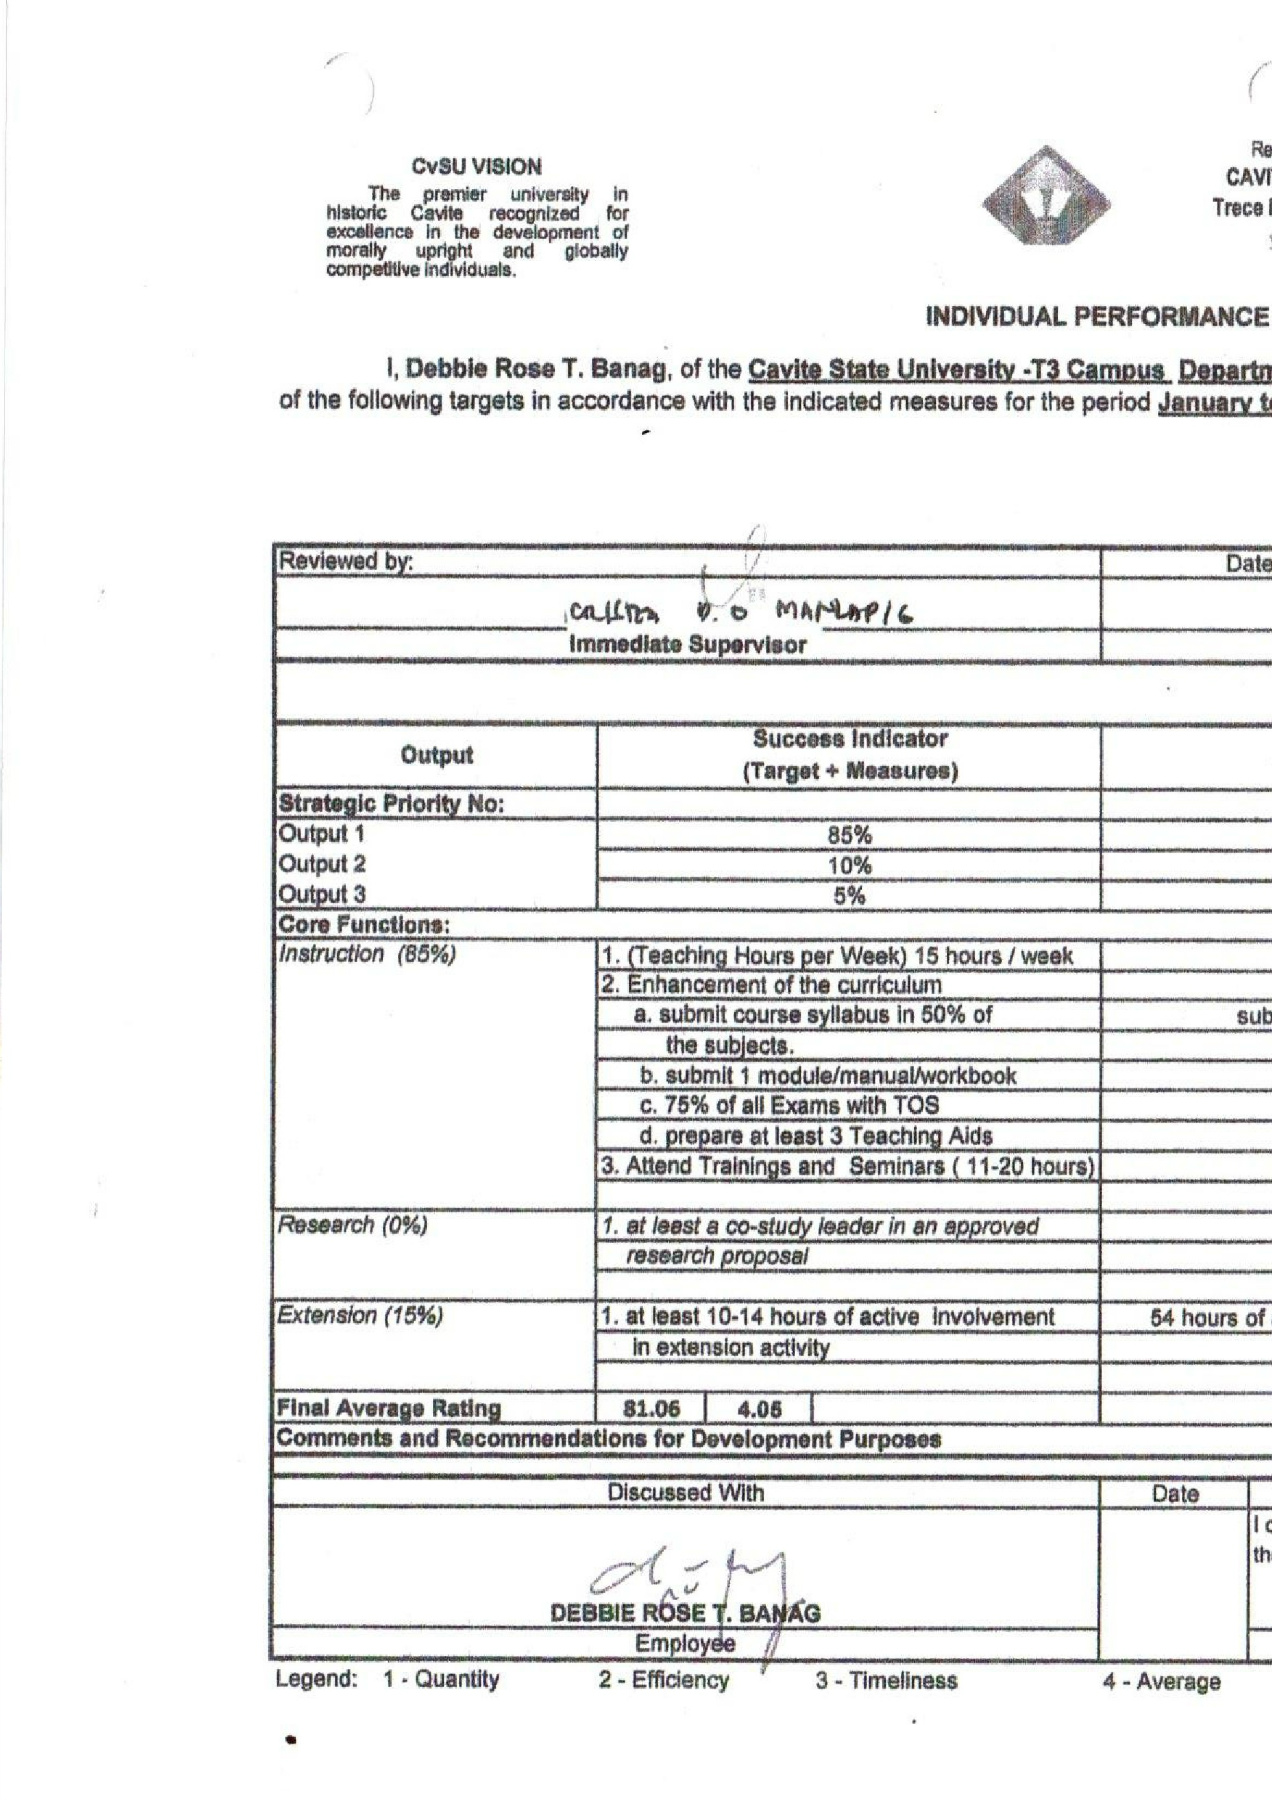 CvSU VISION
The premier university in
historic Cavite recognized for
excellence in the development of
morally upright and globally
competitive individuals.
Re
CAVI
Trece
INDIVIDUAL PERFORMANCE
I, Debbie Rose T. Banag, of the Cavite State University -T3 Campus Departm
of the following targets in accordance with the indicated measures for the period January to
Reviewed by: Date
D. O MANLAPIG
Immediate Supervisor
Output Success Indicator
(Target + Measures)
Strategic Priority No:
Output 1 85%
Output 2 10%
Output 3 5%
Core Functions:
Instruction (85%) 1. (Teaching Hours per Week) 15 hours / week
2. Enhancement of the curriculum
a. submit course syllabus in 50% of sub
the subjects.
b. submit 1 module/manual/workbook
c. 75% of all Exams with TOS
d. prepare at least 3 Teaching Aids
3. Attend Trainings and Seminars ( 11-20 hours)
Research (0%) 1. at least a co-study leader in an approved
research proposal
Extension (15%) 1. at least 10-14 hours of active involvement 54 hours of
in extension activity
Final Average Rating 81.06 4.05
Comments and Recommendations for Development Purposes
Discussed With Date
I c
th
DEBBIE ROSE T. BANAG
Employee
Legend: 1 - Quantity 2 - Efficiency 3 - Timeliness 4 - Average